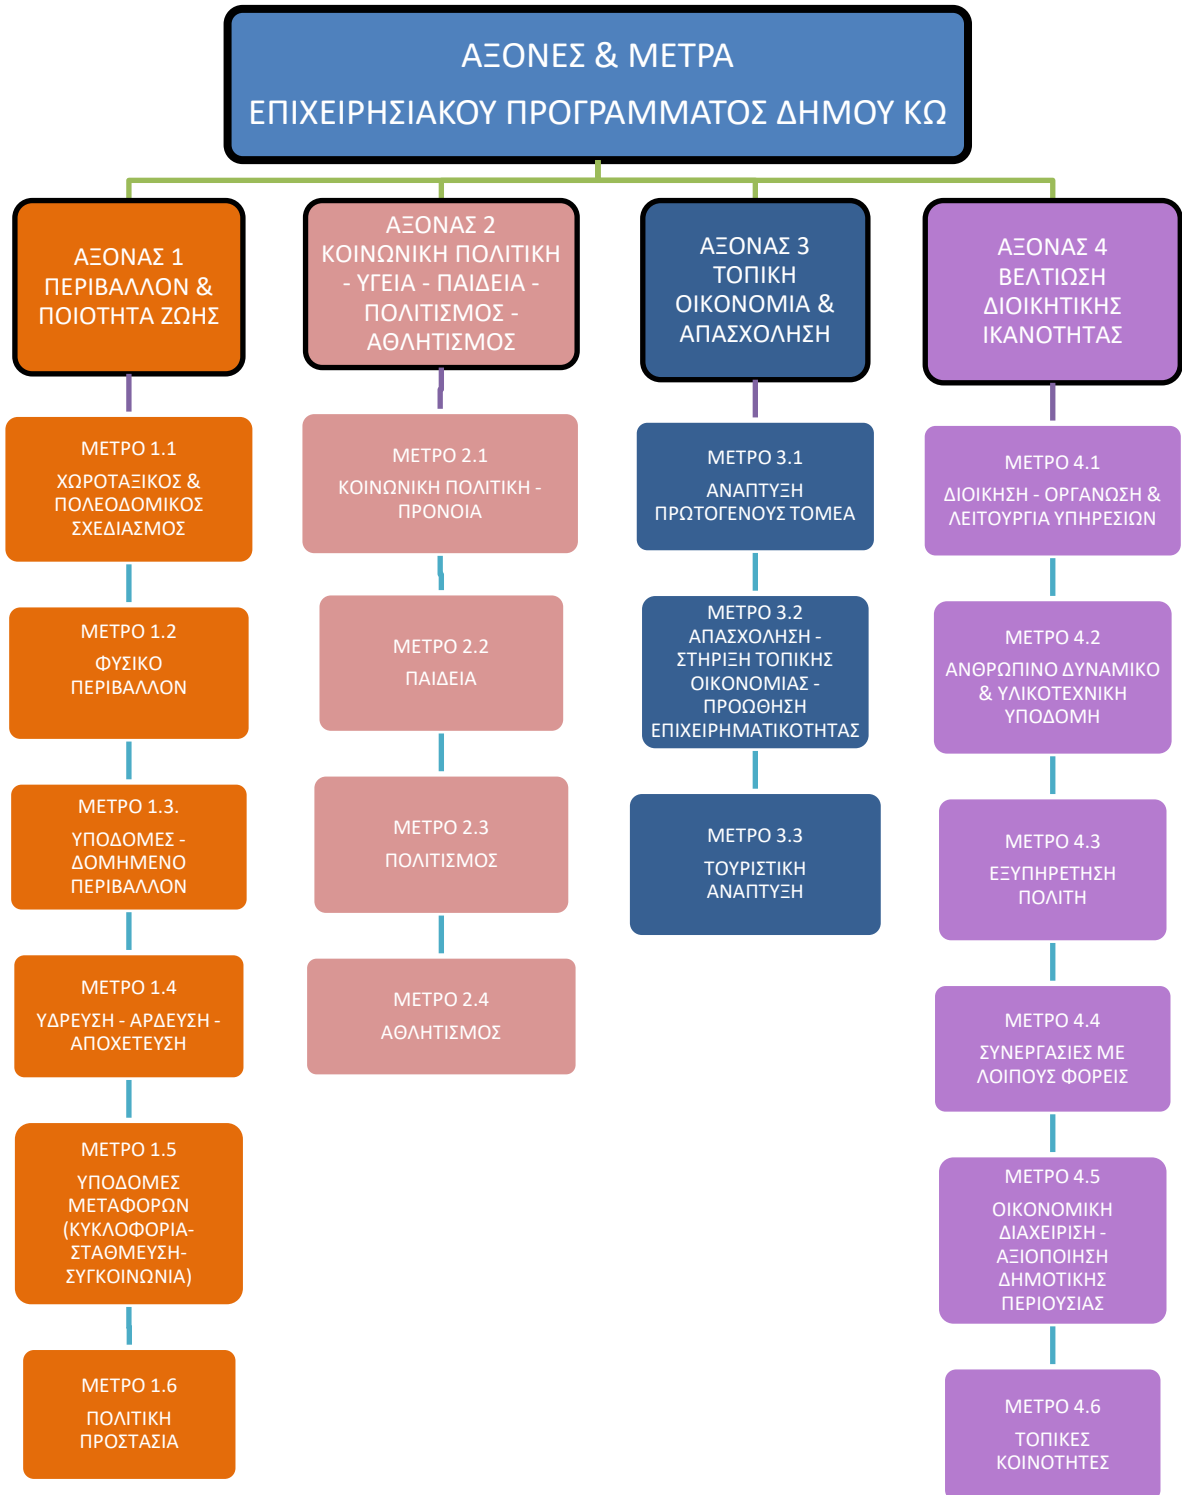 ΑΞΟΝΕΣ & ΜΕΤΡΑ
ΕΠΙΧΕΙΡΗΣΙΑΚΟΥ ΠΡΟΓΡΑΜΜΑΤΟΣ ΔΗΜΟΥ ΚΩ
ΑΞΟΝΑΣ 1
ΠΕΡΙΒΑΛΛΟΝ &
ΠΟΙΟΤΗΤΑ ΖΩΗΣ
ΜΕΤΡΟ 1.1
ΧΩΡΟΤΑΞΙΚΟΣ &
ΠΟΛΕΟΔΟΜΙΚΟΣ
ΣΧΕΔΙΑΣΜΟΣ
ΜΕΤΡΟ 1.2
ΦΥΣΙΚΟ
ΠΕΡΙΒΑΛΛΟΝ
ΜΕΤΡΟ 1.3.
ΥΠΟΔΟΜΕΣ -
ΔΟΜΗΜΕΝΟ
ΠΕΡΙΒΑΛΛΟΝ
ΜΕΤΡΟ 1.4
ΥΔΡΕΥΣΗ - ΑΡΔΕΥΣΗ -
ΑΠΟΧΕΤΕΥΣΗ
ΜΕΤΡΟ 1.5
ΥΠΟΔΟΜΕΣ
ΜΕΤΑΦΟΡΩΝ
(ΚΥΚΛΟΦΟΡΙΑ-
ΣΤΑΘΜΕΥΣΗ-
ΣΥΓΚΟΙΝΩΝΙΑ)
ΜΕΤΡΟ 1.6
ΠΟΛΙΤΙΚΗ
ΠΡΟΣΤΑΣΙΑ
ΑΞΟΝΑΣ 2
ΚΟΙΝΩΝΙΚΗ ΠΟΛΙΤΙΚΗ
- ΥΓΕΙΑ - ΠΑΙΔΕΙΑ -
ΠΟΛΙΤΙΣΜΟΣ -
ΑΘΛΗΤΙΣΜΟΣ
ΜΕΤΡΟ 2.1
ΚΟΙΝΩΝΙΚΗ ΠΟΛΙΤΙΚΗ -
ΠΡΟΝΟΙΑ
ΜΕΤΡΟ 2.2
ΠΑΙΔΕΙΑ
ΜΕΤΡΟ 2.3
ΠΟΛΙΤΙΣΜΟΣ
ΜΕΤΡΟ 2.4
ΑΘΛΗΤΙΣΜΟΣ
ΑΞΟΝΑΣ 3
ΤΟΠΙΚΗ
ΟΙΚΟΝΟΜΙΑ &
ΑΠΑΣΧΟΛΗΣΗ
ΜΕΤΡΟ 3.1
ΑΝΑΠΤΥΞΗ
ΠΡΩΤΟΓΕΝΟΥΣ ΤΟΜΕΑ
ΜΕΤΡΟ 3.2
ΑΠΑΣΧΟΛΗΣΗ -
ΣΤΗΡΙΞΗ ΤΟΠΙΚΗΣ
ΟΙΚΟΝΟΜΙΑΣ -
ΠΡΟΩΘΗΣΗ
ΕΠΙΧΕΙΡΗΜΑΤΙΚΟΤΗΤΑΣ
ΜΕΤΡΟ 3.3
ΤΟΥΡΙΣΤΙΚΗ
ΑΝΑΠΤΥΞΗ
ΑΞΟΝΑΣ 4
ΒΕΛΤΙΩΣΗ
ΔΙΟΙΚΗΤΙΚΗΣ
ΙΚΑΝΟΤΗΤΑΣ
ΜΕΤΡΟ 4.1
ΔΙΟΙΚΗΣΗ - ΟΡΓΑΝΩΣΗ &
ΛΕΙΤΟΥΡΓΙΑ ΥΠΗΡΕΣΙΩΝ
ΜΕΤΡΟ 4.2
ΑΝΘΡΩΠΙΝΟ ΔΥΝΑΜΙΚΟ
& ΥΛΙΚΟΤΕΧΝΙΚΗ
ΥΠΟΔΟΜΗ
ΜΕΤΡΟ 4.3
ΕΞΥΠΗΡΕΤΗΣΗ
ΠΟΛΙΤΗ
ΜΕΤΡΟ 4.4
ΣΥΝΕΡΓΑΣΙΕΣ ΜΕ
ΛΟΙΠΟΥΣ ΦΟΡΕΙΣ
ΜΕΤΡΟ 4.5
ΟΙΚΟΝΟΜΙΚΗ
ΔΙΑΧΕΙΡΙΣΗ -
ΑΞΙΟΠΟΙΗΣΗ
ΔΗΜΟΤΙΚΗΣ
ΠΕΡΙΟΥΣΙΑΣ
ΜΕΤΡΟ 4.6
ΤΟΠΙΚΕΣ
ΚΟΙΝΟΤΗΤΕΣ